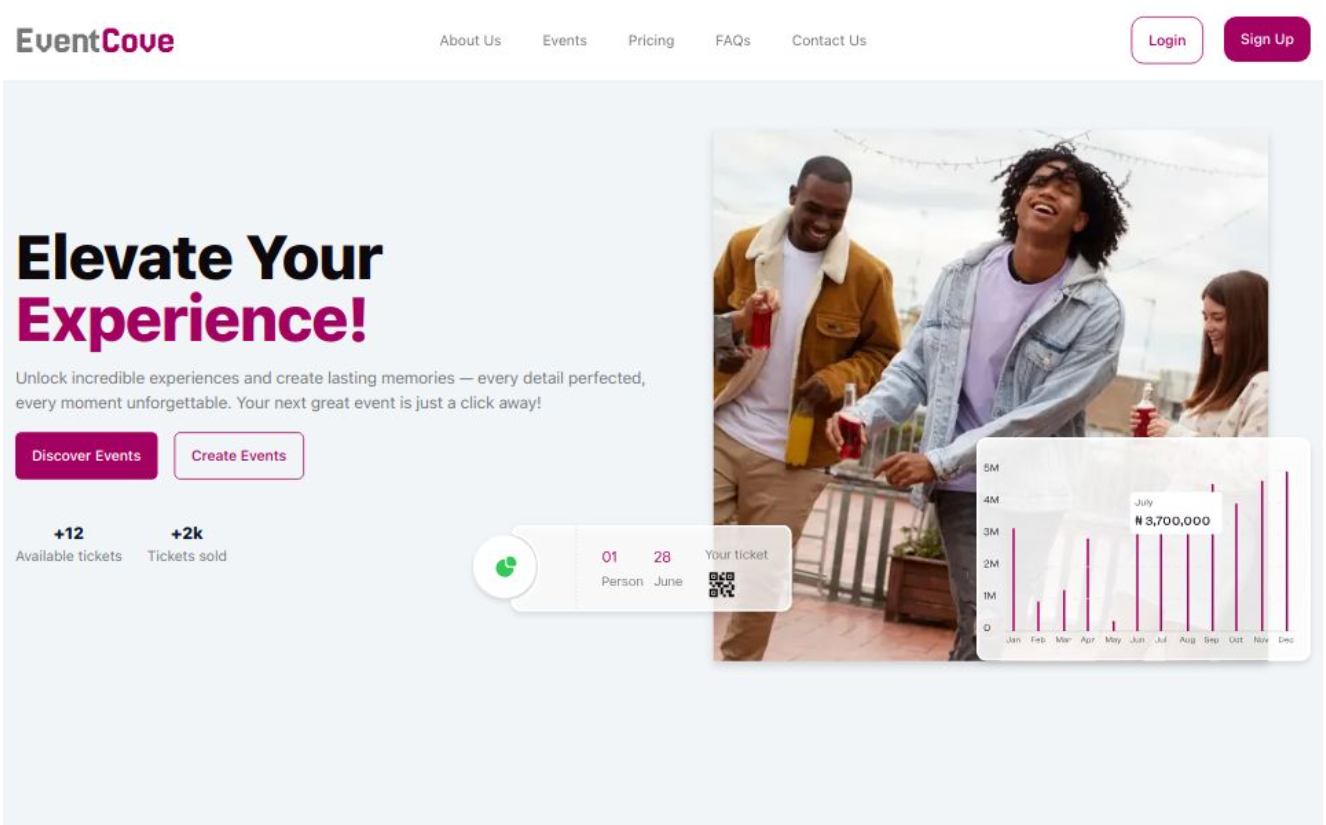 EventCove
About Us
Events
Pricing
FAQs
Contact Us
Login
Sign Up
Elevate Your
Experience!
Unlock incredible experiences and create lasting memories — every detail perfected,
every moment unforgettable. Your next great event is just a click away!
Discover Events
Create Events
+12
Available tickets
+2k
Tickets sold
01
Person
28
June
Your ticket
5M
4M
3M
2M
1M
0
July
₦ 3,700,000
Jan Feb Mar Apr May Jun Jul Aug Sep Oct Nov Dec